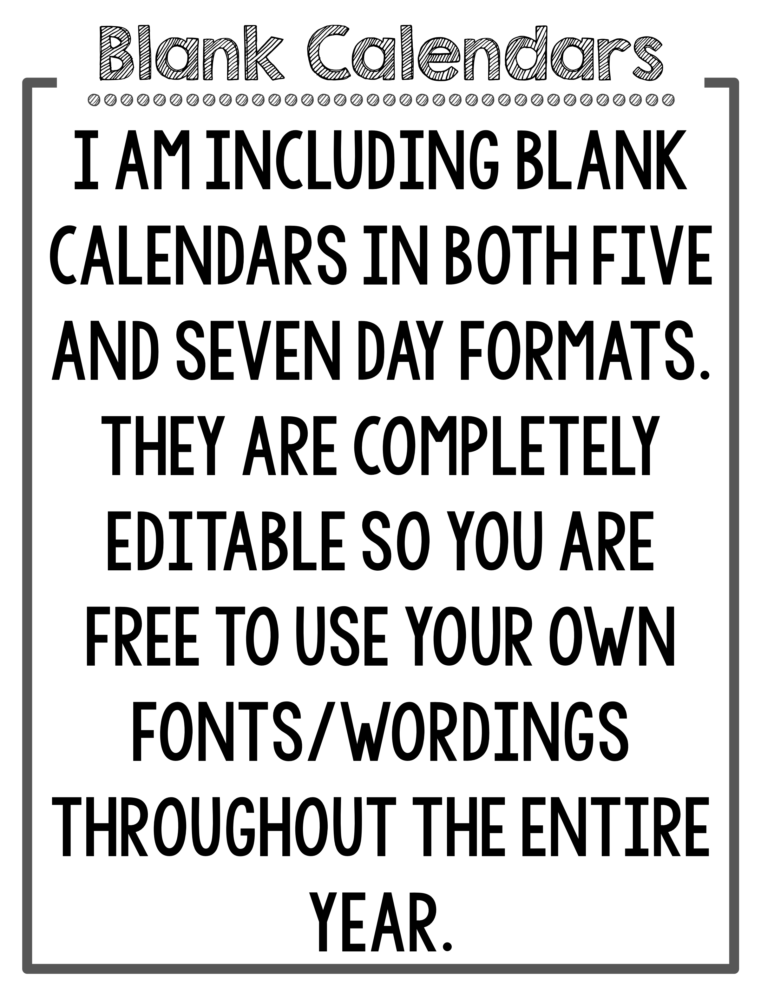 Blank Calendars
I AM INCLUDING BLANK
CALENDARS IN BOTH FIVE
AND SEVEN DAY FORMATS.
THEY ARE COMPLETELY
EDITABLE SO YOU ARE
FREE TO USE YOUR OWN
FONTS/WORDINGS
THROUGHOUT THE ENTIRE
YEAR.